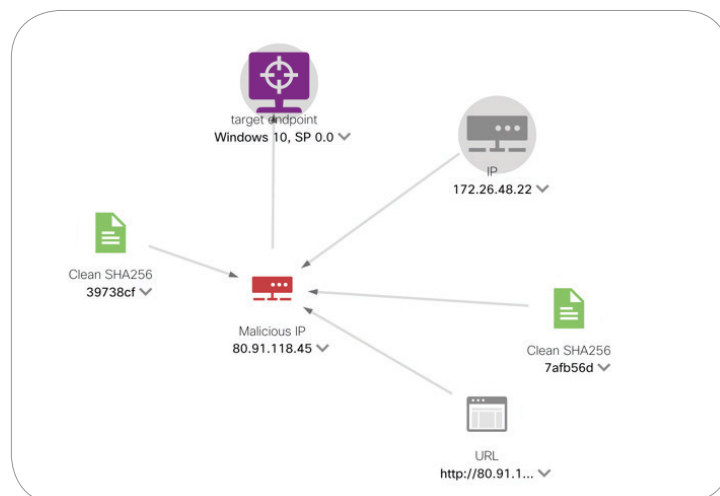 target endpoint
Windows 10, SP 0.0
IP
172.26.48.22
Clean SHA256
39738cf
Malicious IP
80.91.118.45
Clean SHA256
7afb56d
URL
http://80.91.1...